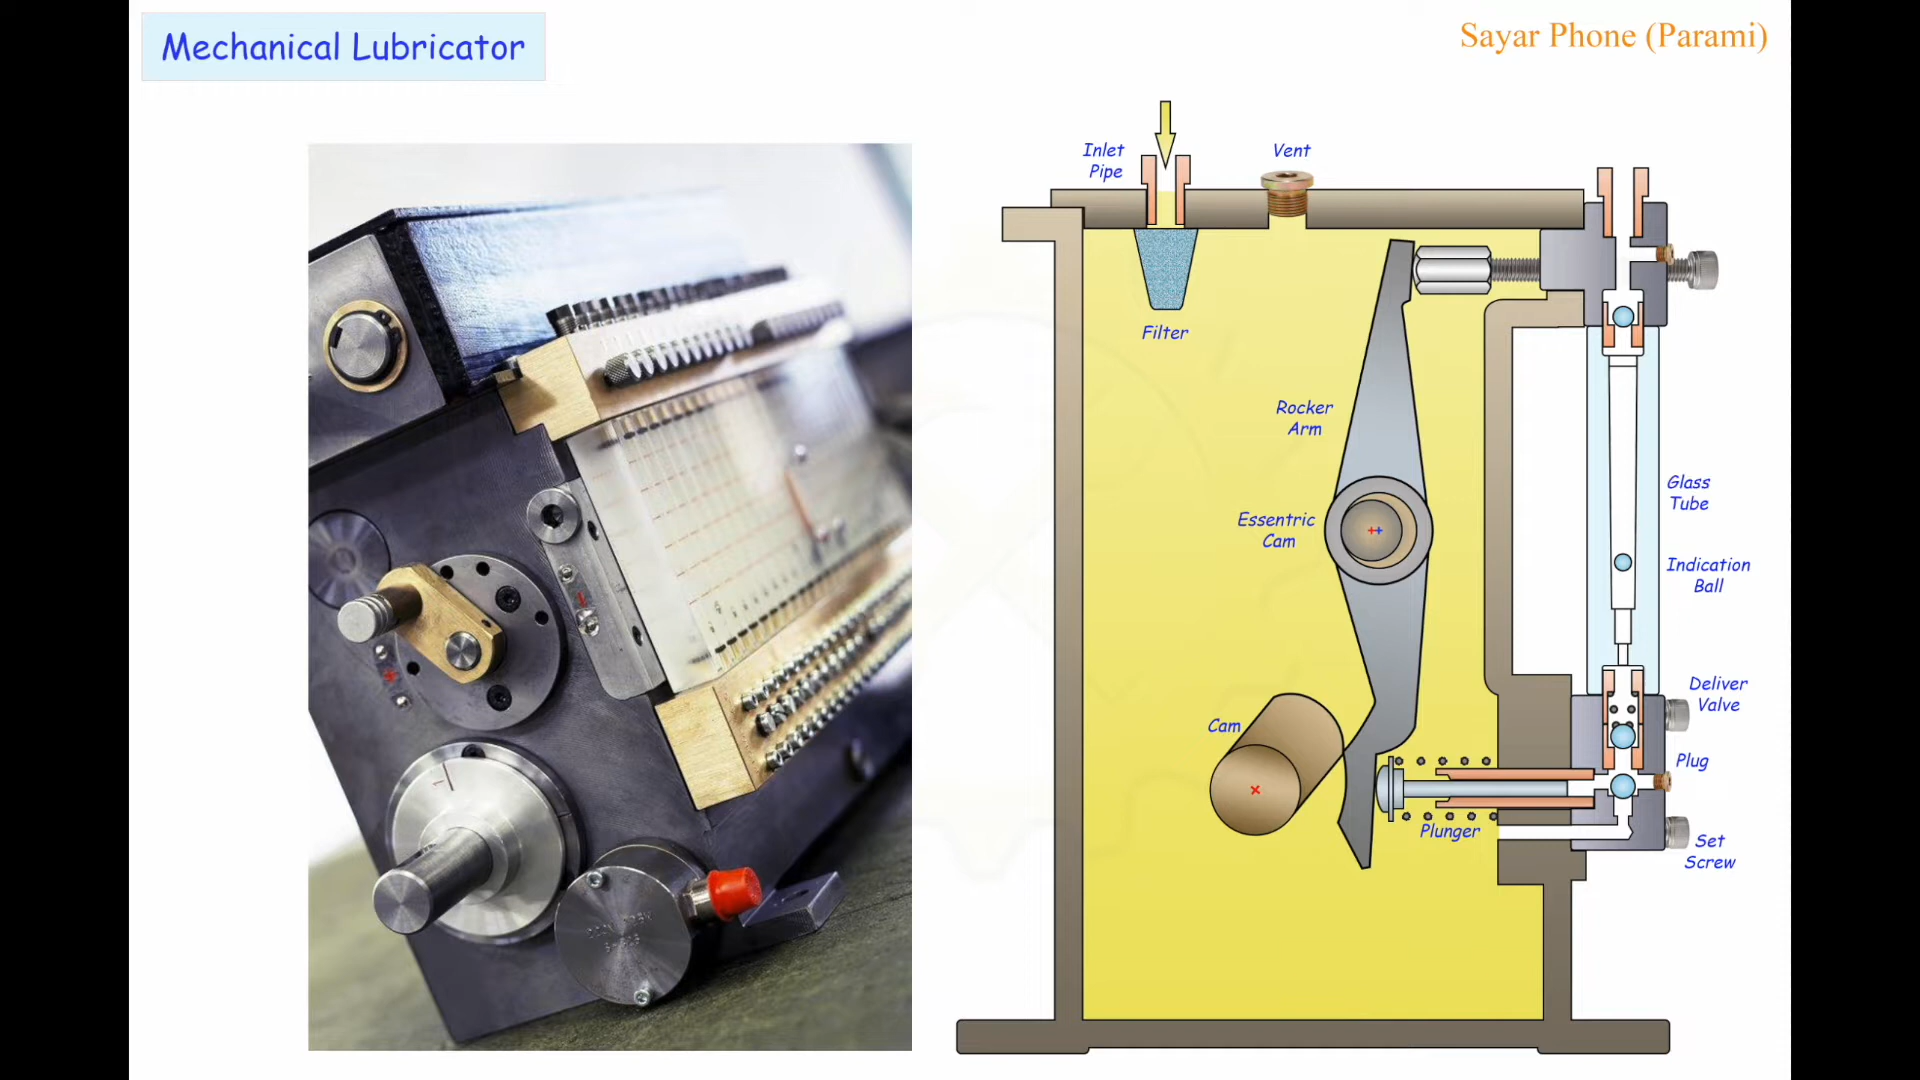 Mechanical Lubricator
Sayar Phone (Parami)
Inlet
Pipe
Vent
Filter
Rocker
Arm
Essentric
Cam
Glass
Tube
Indication
Ball
Deliver
Valve
Cam
Plug
Plunger
Set
Screw